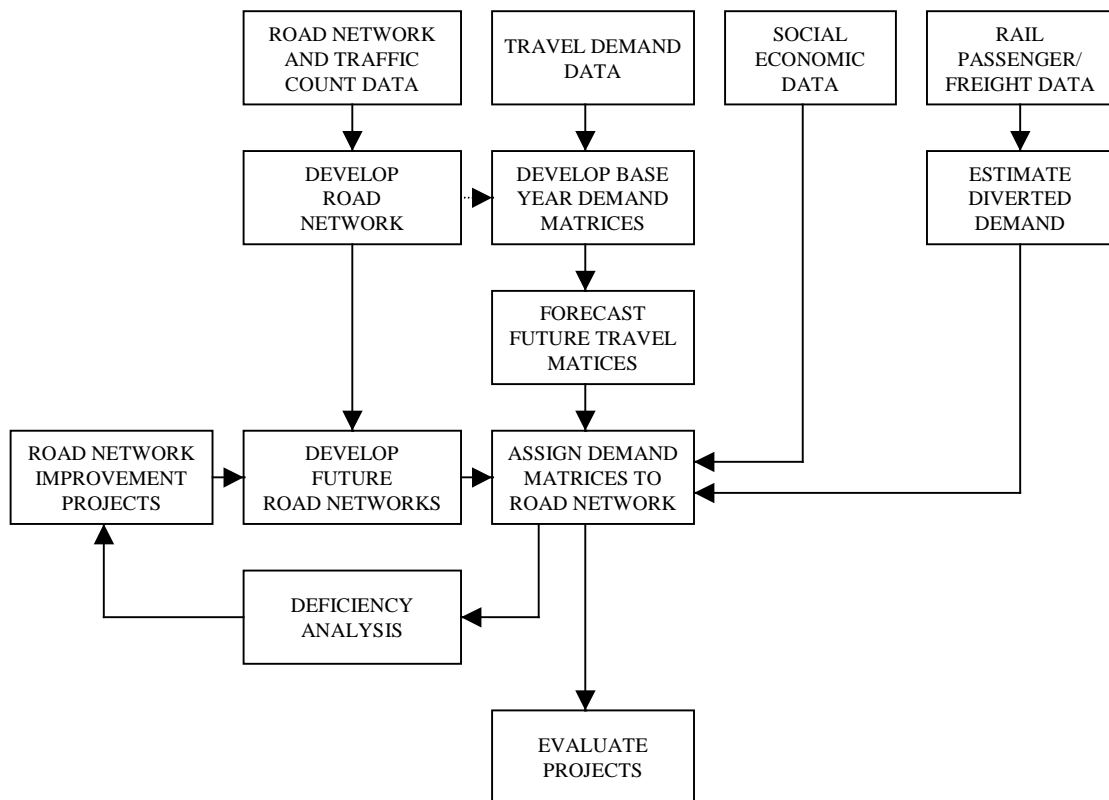 ROAD NETWORK
AND TRAFFIC
COUNT DATA
TRAVEL DEMAND
DATA
SOCIAL
ECONOMIC
DATA
RAIL
PASSENGER/
FREIGHT DATA
DEVELOP
ROAD
NETWORK
DEVELOP BASE
YEAR DEMAND
MATRICES
ESTIMATE
DIVERTED
DEMAND
FORECAST
FUTURE TRAVEL
MATICES
ROAD NETWORK
IMPROVEMENT
PROJECTS
DEVELOP
FUTURE
ROAD NETWORKS
ASSIGN DEMAND
MATRICES TO
ROAD NETWORK
DEFICIENCY
ANALYSIS
EVALUATE
PROJECTS